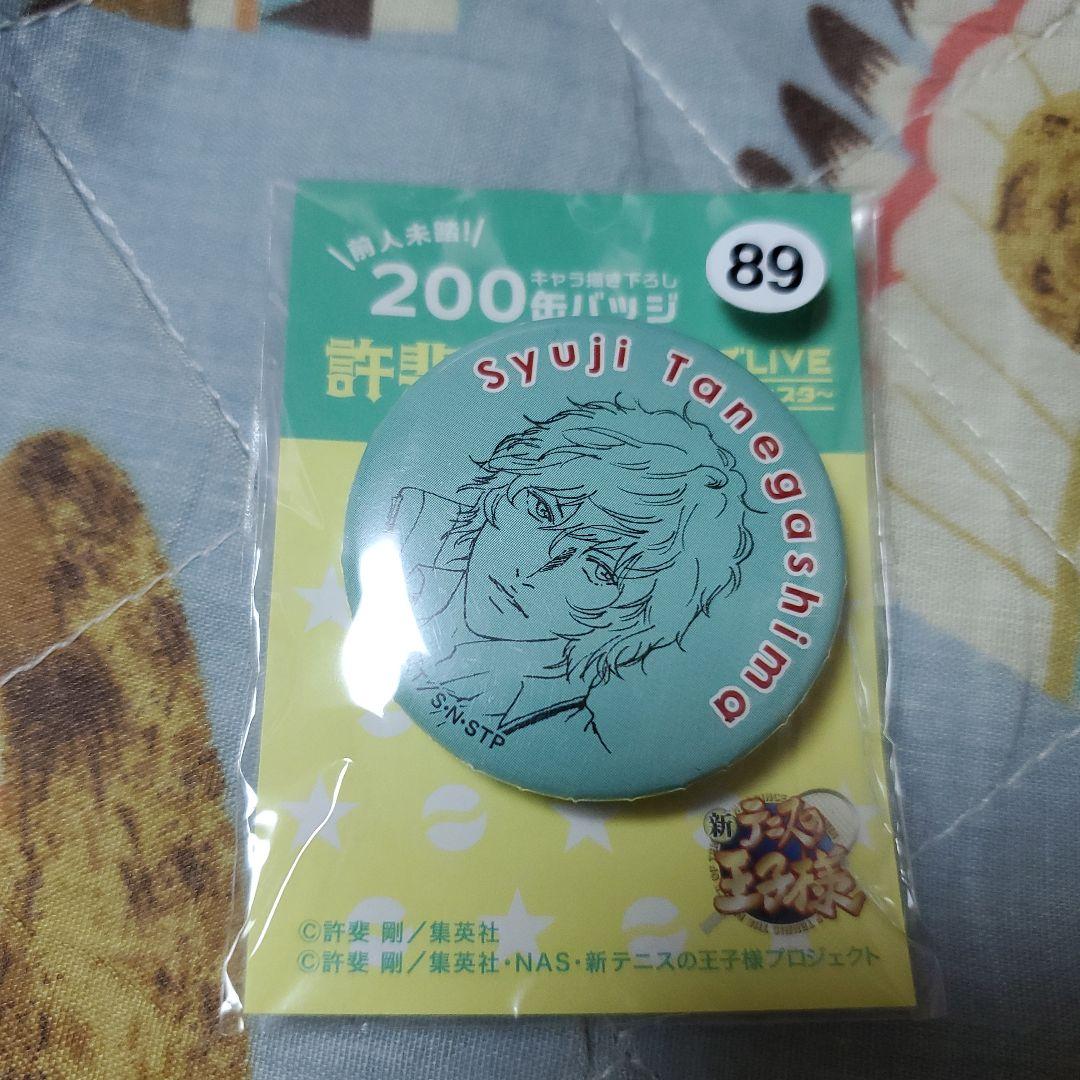 前人未踏!
200
キャラ描き下ろし
缶バッジ
89
許斐
LIVE
スタ〜
Syuji Tanegashima
T/S・N・STP
新テニスの
王子様
©許斐 剛／集英社
©許斐 剛／集英社・NAS・新テニスの王子様プロジェクト